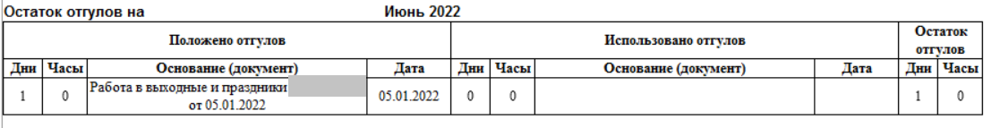 Остаток отгулов на Июнь 2022
Положено отгулов Использовано отгулов Остаток отгулов
Дни Часы Основание (документ) Дата Дни Часы Основание (документ) Дата Дни Часы
1 0 Работа в выходные и праздники от 05.01.2022 05.01.2022 0 0 1 0